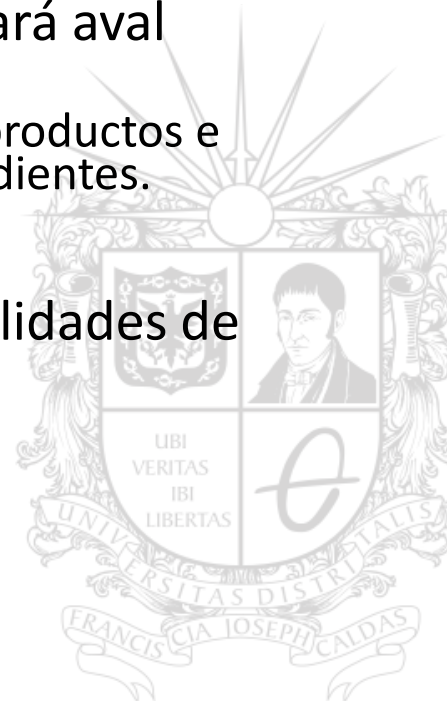 ará aval
productos e
dientes.
lidades de
UBI
VERITAS
IBI
LIBERTAS
UNIVERSITAS DISTRITALIS
FRANCISCIA JOSEPH CALDAS